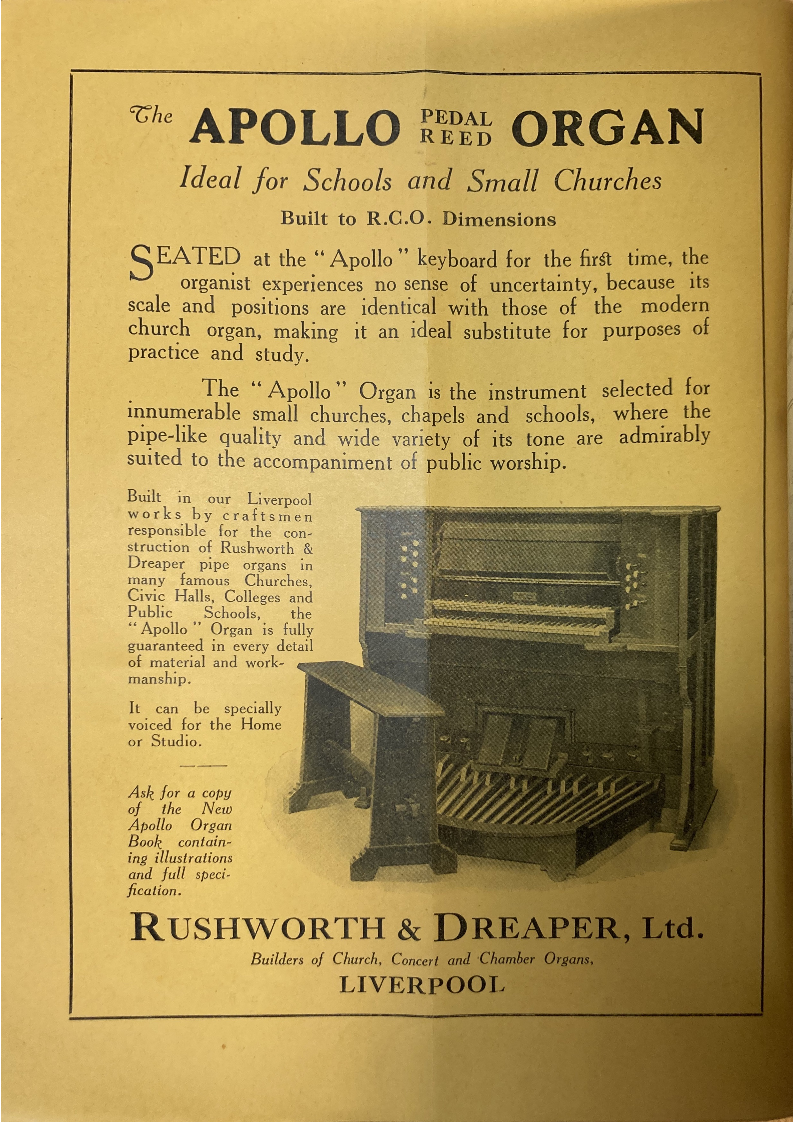 The APOLLO PEDAL REED ORGAN
Ideal for Schools and Small Churches
Built to R.C.O. Dimensions
SEATED at the “Apollo” keyboard for the first time, the
organist experiences no sense of uncertainty, because its
scale and positions are identical with those of the modern
church organ, making it an ideal substitute for purposes of
practice and study.
The “Apollo” Organ is the instrument selected for
innumerable small churches, chapels and schools, where the
pipe-like quality and wide variety of its tone are admirably
suited to the accompaniment of public worship.
Built in our Liverpool
works by craftsmen
responsible for the con-
struction of Rushworth &
Dreaper pipe organs in
many famous Churches,
Civic Halls, Colleges and
Public Schools, the
“Apollo” Organ is fully
guaranteed in every detail
of material and work-
manship.
It can be specially
voiced for the Home
or Studio.
Ask for a copy
of the New
Apollo Organ
Book contain-
ing illustrations
and full speci-
fication.
RUSHWORTH & DREAPER, Ltd.
Builders of Church, Concert and Chamber Organs,
LIVERPOOL